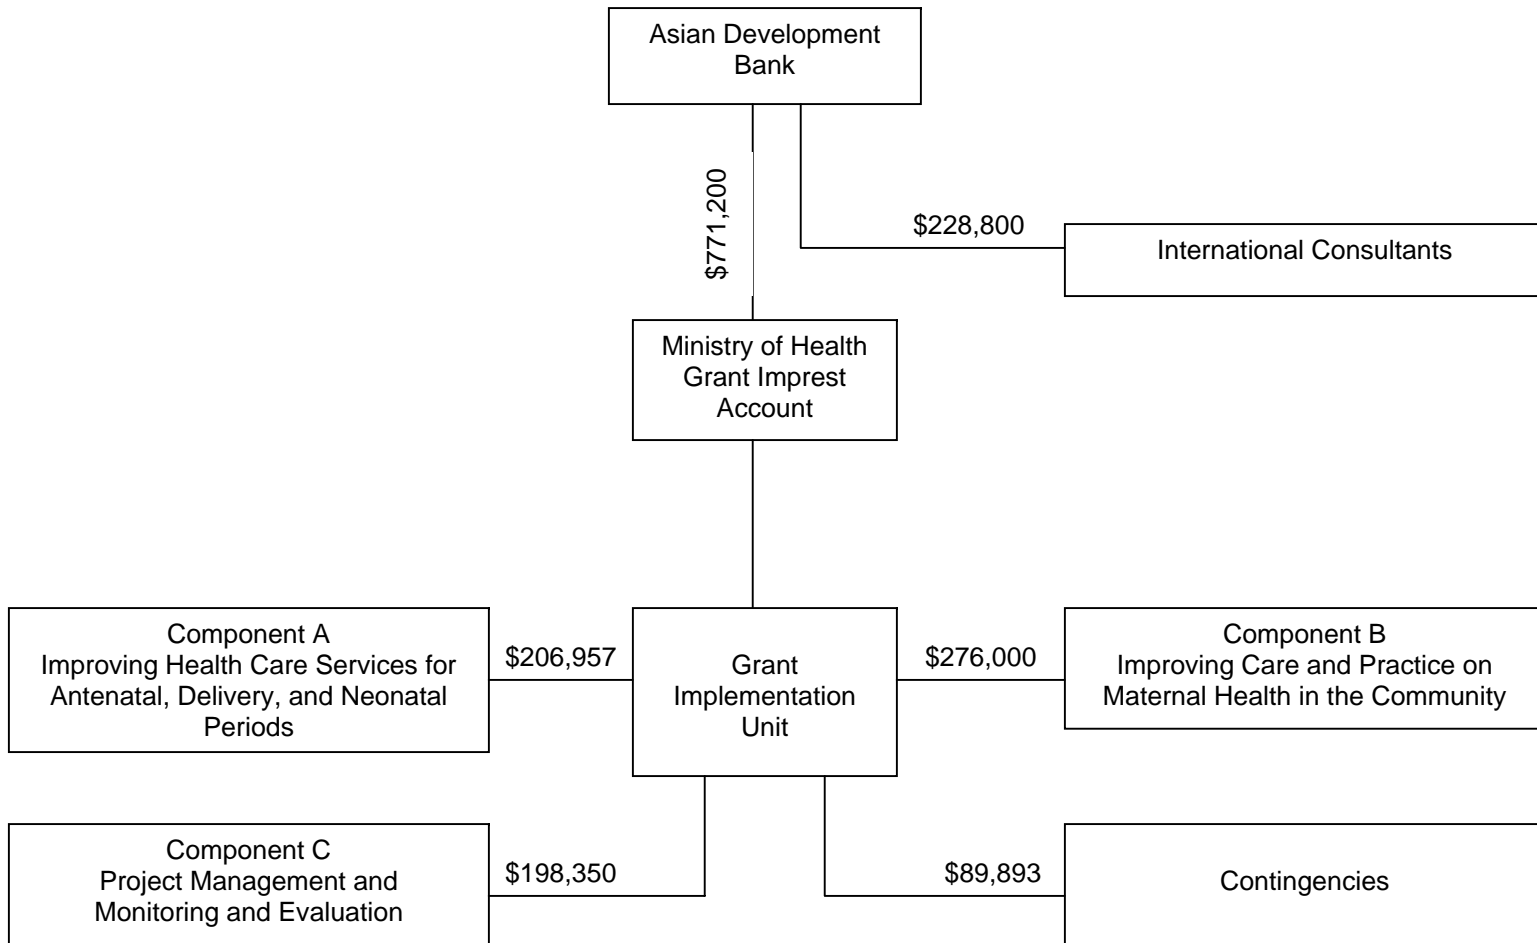 Asian Development
Bank
$771,200
$228,800
International Consultants
Ministry of Health
Grant Imprest
Account
Component A
Improving Health Care Services for
Antenatal, Delivery, and Neonatal
Periods
$206,957
Grant
Implementation
Unit
$276,000
Component B
Improving Care and Practice on
Maternal Health in the Community
Component C
Project Management and
Monitoring and Evaluation
$198,350
$89,893
Contingencies